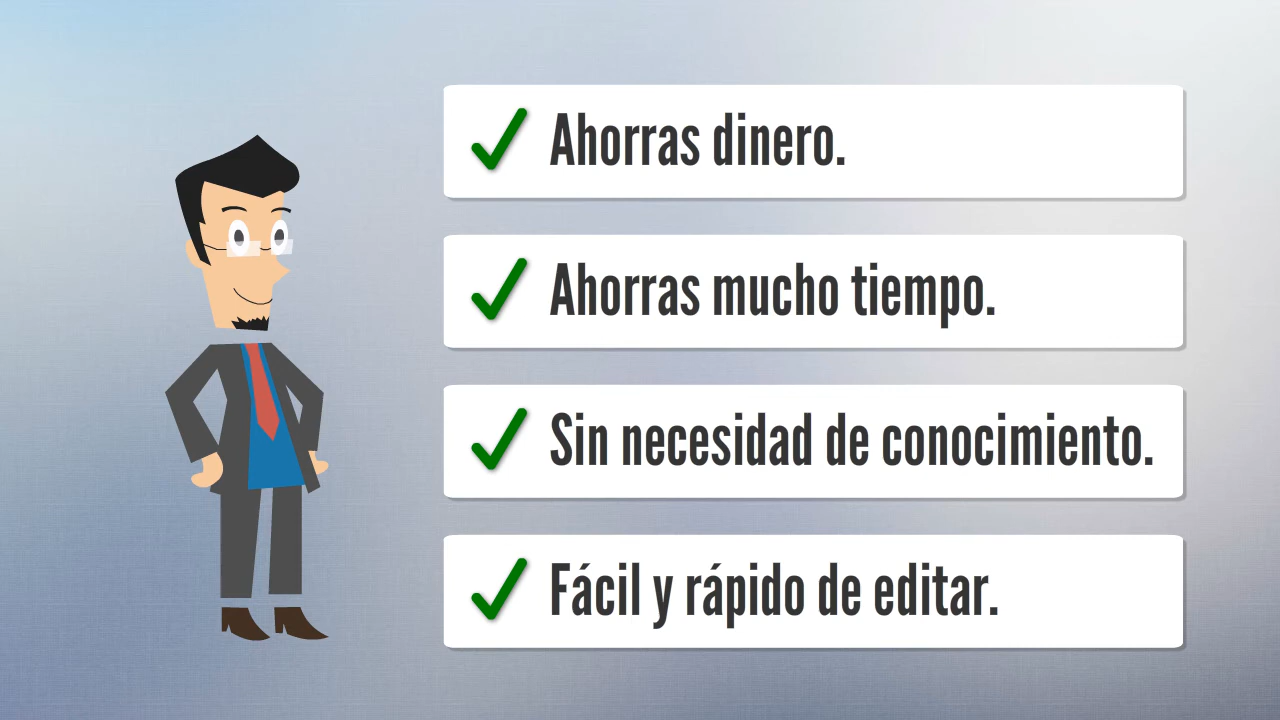 Ahorras dinero.
Ahorras mucho tiempo.
Sin necesidad de conocimiento.
Fácil y rápido de editar.